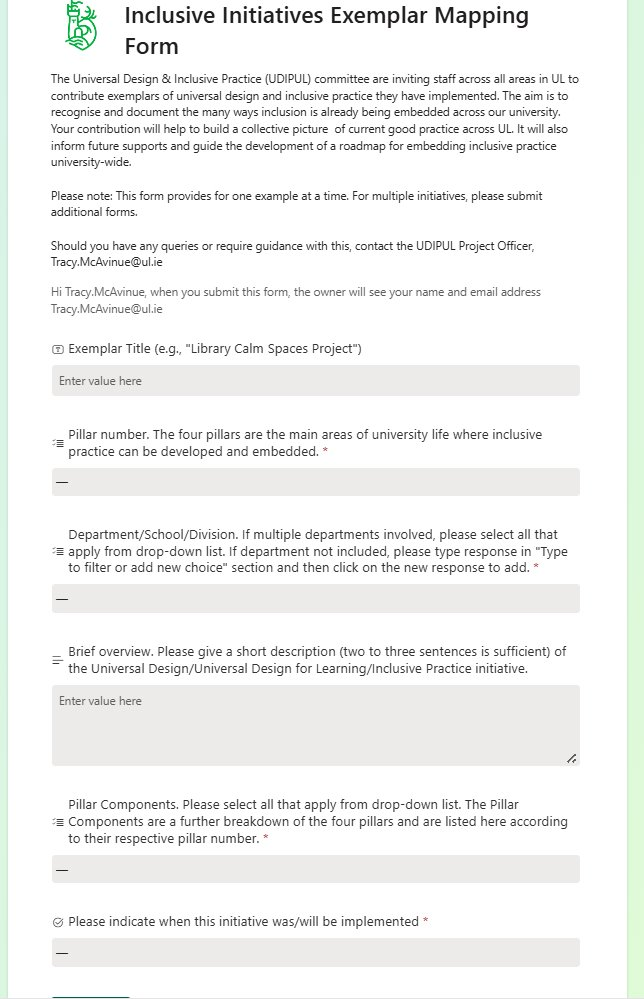 Inclusive Initiatives Exemplar Mapping
Form
The Universal Design & Inclusive Practice (UDIPUL) committee are inviting staff across all areas in UL to
contribute exemplars of universal design and inclusive practice they have implemented. The aim is to
recognise and document the many ways inclusion is already being embedded across our university.
Your contribution will help to build a collective picture of current good practice across UL. It will also
inform future supports and guide the development of a roadmap for embedding inclusive practice
university-wide.
Please note: This form provides for one example at a time. For multiple initiatives, please submit
additional forms.
Should you have any queries or require guidance with this, contact the UDIPUL Project Officer,
Tracy.McAvinue@ul.ie
Hi Tracy.McAvinue, when you submit this form, the owner will see your name and email address
Tracy.McAvinue@ul.ie
Exemplar Title (e.g., "Library Calm Spaces Project")
Enter value here
Pillar number. The four pillars are the main areas of university life where inclusive
practice can be developed and embedded. *
—
Department/School/Division. If multiple departments involved, please select all that
apply from drop-down list. If department not included, please type response in "Type
to filter or add new choice" section and then click on the new response to add. *
—
Brief overview. Please give a short description (two to three sentences is sufficient) of
the Universal Design/Universal Design for Learning/Inclusive Practice initiative.
Enter value here
Pillar Components. Please select all that apply from drop-down list. The Pillar
Components are a further breakdown of the four pillars and are listed here according
to their respective pillar number. *
—
Please indicate when this initiative was/will be implemented *
—